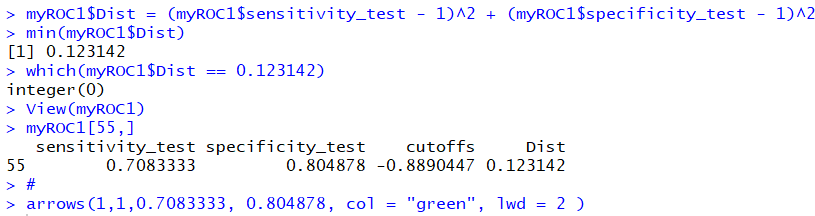 > myROC1$Dist = (myROC1$sensitivity_test - 1)^2 + (myROC1$specificity_test - 1)^2
> min(myROC1$Dist)
[1] 0.123142
> which(myROC1$Dist == 0.123142)
integer(0)
> View(myROC1)
> myROC1[55,]
   sensitivity_test specificity_test    cutoffs     Dist
55        0.7083333         0.804878 -0.8890447 0.123142
> #
> arrows(1,1,0.7083333, 0.804878, col = "green", lwd = 2 )